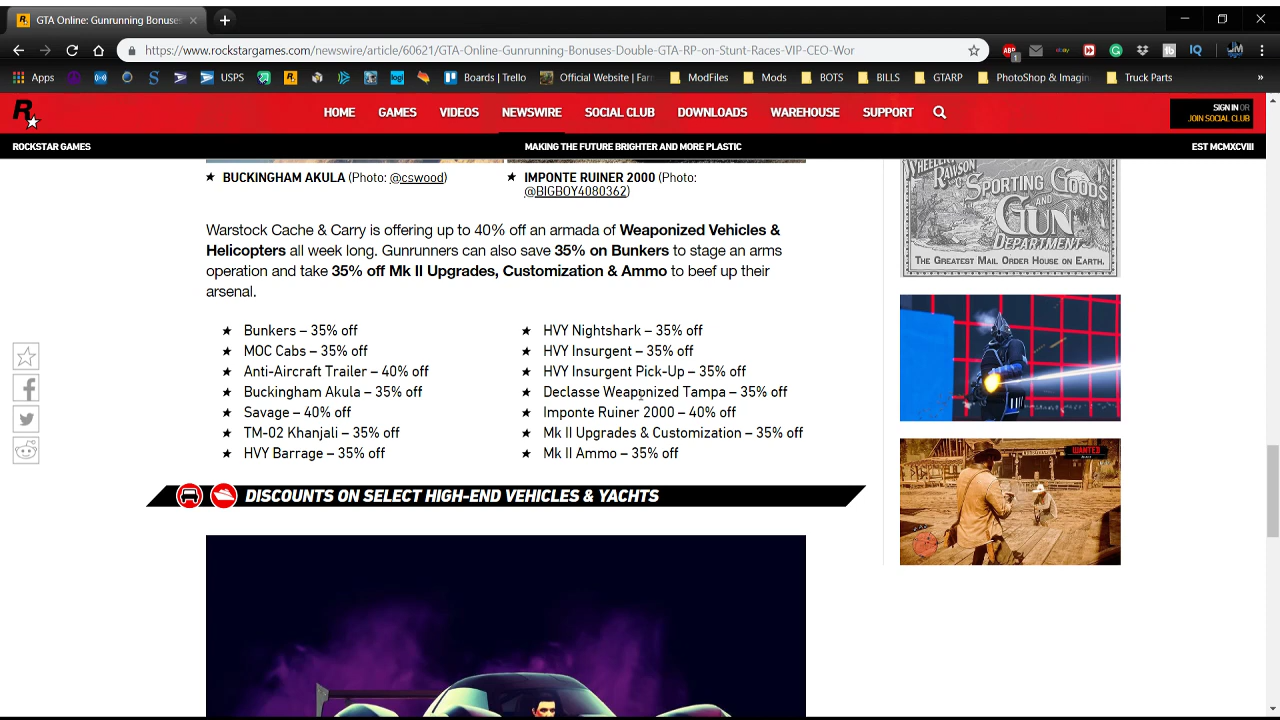 GTA Online: Gunrunning Bonuses
https://www.rockstargames.com/newswire/article/60621/GTA-Online-Gunrunning-Bonuses-Double-GTA-RP-on-Stunt-Races-VIP-CEO-Wor
Apps
USPS
Boards | Trello
Official Website | Farm
ModFiles
Mods
BOTS
BILLS
GTARP
PhotoShop & Imagin
Truck Parts
»
HOME
GAMES
VIDEOS
NEWSWIRE
SOCIAL CLUB
DOWNLOADS
WAREHOUSE
SUPPORT
SIGN IN OR
JOIN SOCIAL CLUB
ROCKSTAR GAMES
MAKING THE FUTURE BRIGHTER AND MORE PLASTIC
EST MCMXCVIII
BUCKINGHAM AKULA (Photo: @cswood)
IMPONTE RUINER 2000 (Photo:
@BIGBOY4080362)
Warstock Cache & Carry is offering up to 40% off an armada of Weaponized Vehicles &
Helicopters all week long. Gunrunners can also save 35% on Bunkers to stage an arms
operation and take 35% off Mk II Upgrades, Customization & Ammo to beef up their
arsenal.
Bunkers – 35% off
MOC Cabs – 35% off
Anti-Aircraft Trailer – 40% off
Buckingham Akula – 35% off
Savage – 40% off
TM-02 Khanjali – 35% off
HVY Barrage – 35% off
HVY Nightshark – 35% off
HVY Insurgent – 35% off
HVY Insurgent Pick-Up – 35% off
Declasse Weaponized Tampa – 35% off
Imponte Ruiner 2000 – 40% off
Mk II Upgrades & Customization – 35% off
Mk II Ammo – 35% off
DISCOUNTS ON SELECT HIGH-END VEHICLES & YACHTS
WHEELER, RAWSON
SPORTING GOODS
AND
GUN
DEPARTMENT
THE GREATEST MAIL ORDER HOUSE ON EARTH.
WANTED